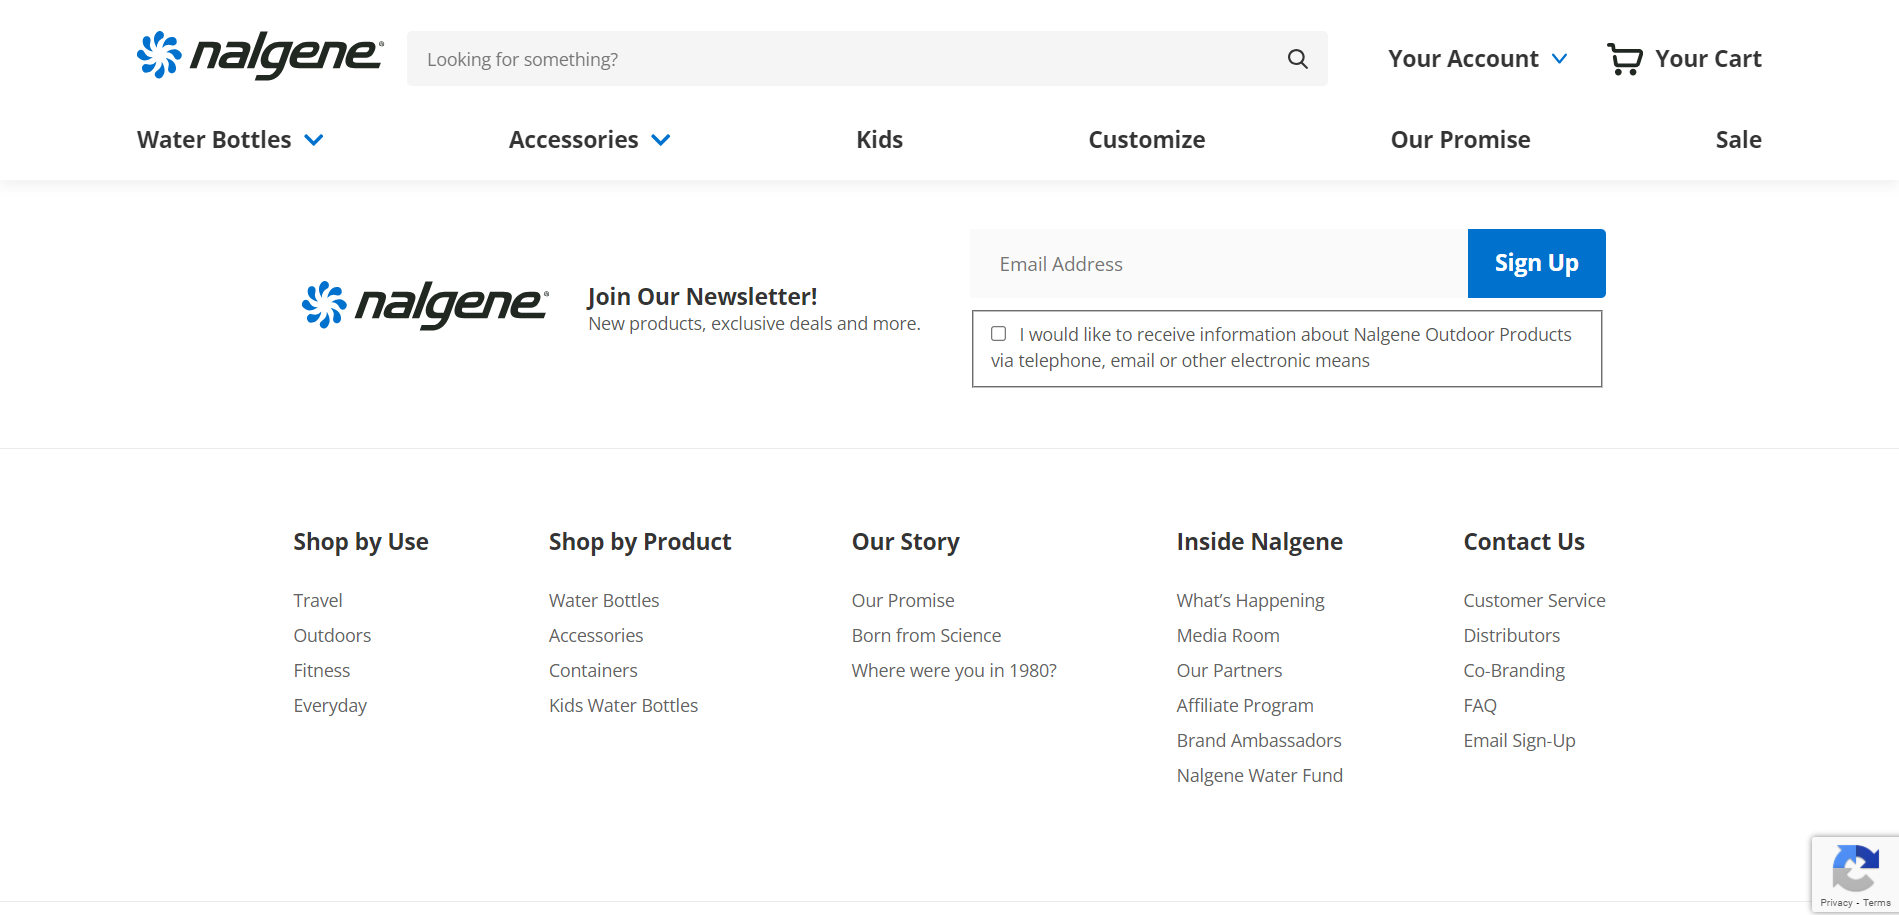 nalgene®
Looking for something?
Your Account
Your Cart
Water Bottles
Accessories
Kids
Customize
Our Promise
Sale
nalgene®
Join Our Newsletter!
New products, exclusive deals and more.
Email Address
Sign Up
I would like to receive information about Nalgene Outdoor Products
via telephone, email or other electronic means
Shop by Use
Travel
Outdoors
Fitness
Everyday
Shop by Product
Water Bottles
Accessories
Containers
Kids Water Bottles
Our Story
Our Promise
Born from Science
Where were you in 1980?
Inside Nalgene
What’s Happening
Media Room
Our Partners
Affiliate Program
Brand Ambassadors
Nalgene Water Fund
Contact Us
Customer Service
Distributors
Co-Branding
FAQ
Email Sign-Up
Privacy - Terms